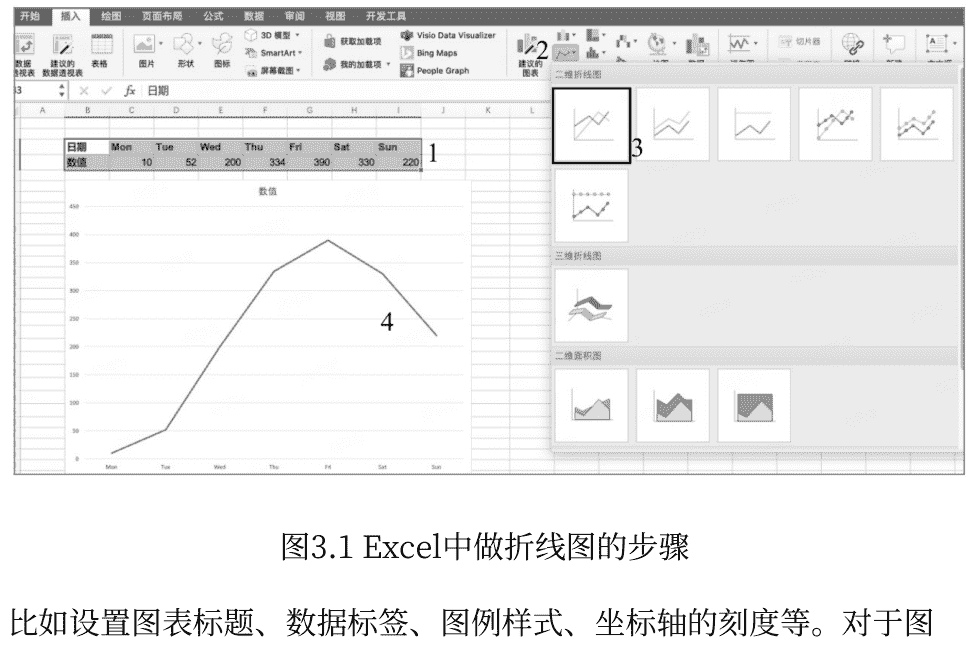 开始 插入 绘图 页面布局 公式 数据 审阅 视图 开发工具
3D 模型 Visio Data Visualizer
获取加载项 切片器
SmartArt Bing Maps
屏幕截图 我的加载项 People Graph
建议的 数据透视表 表格 图片 形状 图标 建议的 图表 2
fx 日期
二维折线图
A B C D E F G H I J K L
日期 Mon Tue Wed Thu Fri Sat Sun
数值 10 52 200 334 390 330 220
1
3
数值
450
400
350
300
250
200
150
100
50
0
4
Mon Tue Wed Thu Fri Sat Sun
三维折线图
二维面积图
图3.1 Excel中做折线图的步骤
比如设置图表标题、数据标签、图例样式、坐标轴的刻度等。对于图